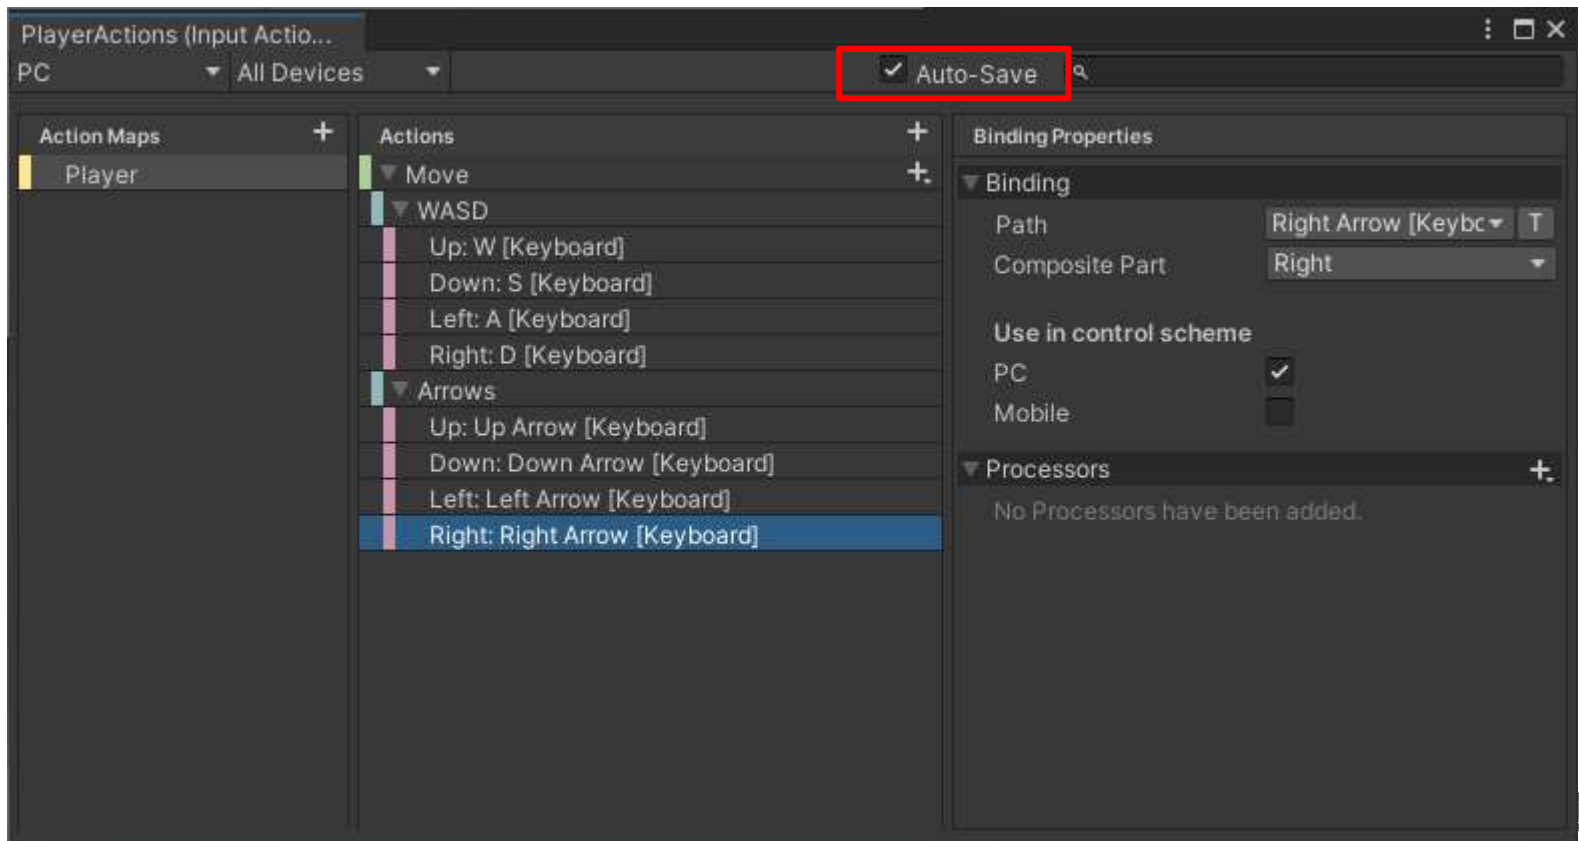 PlayerActions (Input Actio...
PC
All Devices
Auto-Save
Action Maps
Player
Actions
Move
WASD
Up: W [Keyboard]
Down: S [Keyboard]
Left: A [Keyboard]
Right: D [Keyboard]
Arrows
Up: Up Arrow [Keyboard]
Down: Down Arrow [Keyboard]
Left: Left Arrow [Keyboard]
Right: Right Arrow [Keyboard]
Binding Properties
Binding
Path Right Arrow [Keybc T
Composite Part Right
Use in control scheme
PC
Mobile
Processors
No Processors have been added.